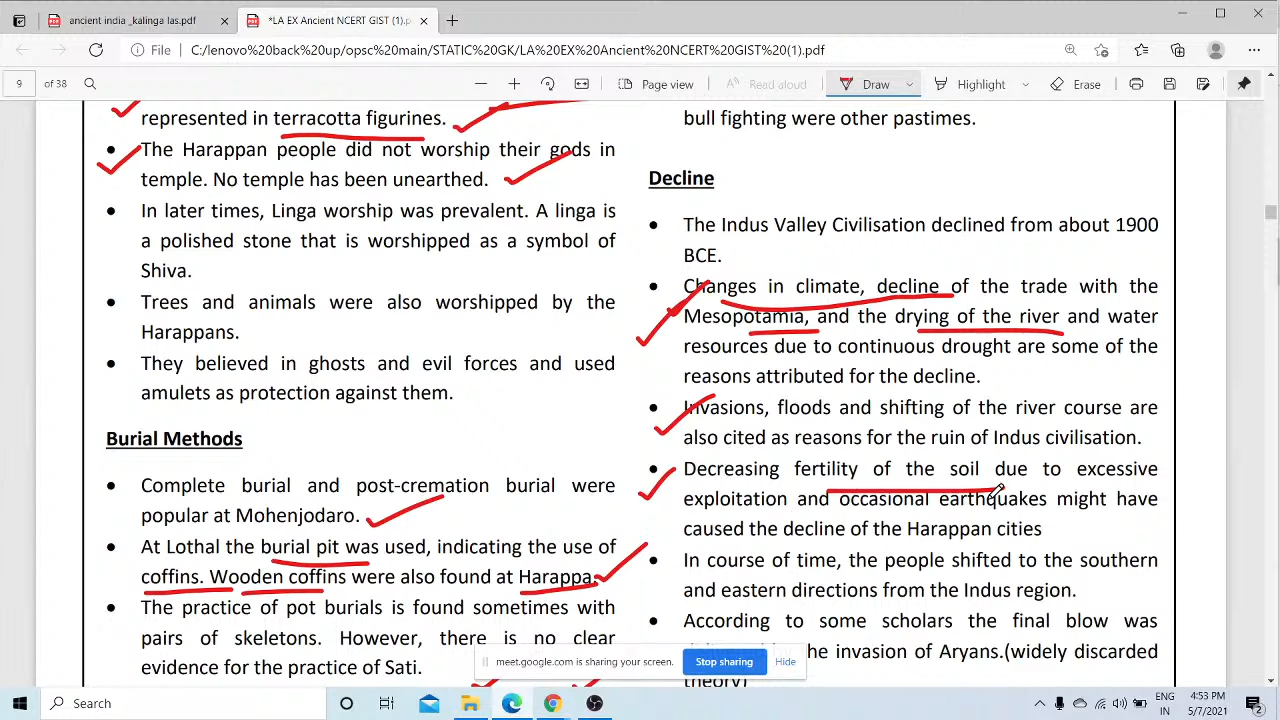 ancient india _kalinga Ias.pdf
*LA EX Ancient NCERT GIST (1).p
File
C:/lenovo%20back%20up/opsc%20main/STATIC%20GK/LA%20EX%20Ancient%20NCERT%20GIST%20(1).pdf
9 of 38
Page view
Read aloud
Draw
Highlight
Erase
represented in terracotta figurines.
• The Harappan people did not worship their gods in
temple. No temple has been unearthed.
• In later times, Linga worship was prevalent. A linga is
a polished stone that is worshipped as a symbol of
Shiva.
• Trees and animals were also worshipped by the
Harappans.
• They believed in ghosts and evil forces and used
amulets as protection against them.
Burial Methods
• Complete burial and post-cremation burial were
popular at Mohenjodaro.
• At Lothal the burial pit was used, indicating the use of
coffins. Wooden coffins were also found at Harappa.
• The practice of pot burials is found sometimes with
pairs of skeletons. However, there is no clear
evidence for the practice of Sati.
bull fighting were other pastimes.
Decline
• The Indus Valley Civilisation declined from about 1900
BCE.
• Changes in climate, decline of the trade with the
Mesopotamia, and the drying of the river and water
resources due to continuous drought are some of the
reasons attributed for the decline.
• Invasions, floods and shifting of the river course are
also cited as reasons for the ruin of Indus civilisation.
• Decreasing fertility of the soil due to excessive
exploitation and occasional earthquakes might have
caused the decline of the Harappan cities
• In course of time, the people shifted to the southern
and eastern directions from the Indus region.
• According to some scholars the final blow was
the invasion of Aryans.(widely discarded
theory)
meet.google.com is sharing your screen.
Stop sharing
Hide
Search
ENG
IN
4:53 PM
5/7/2021
2